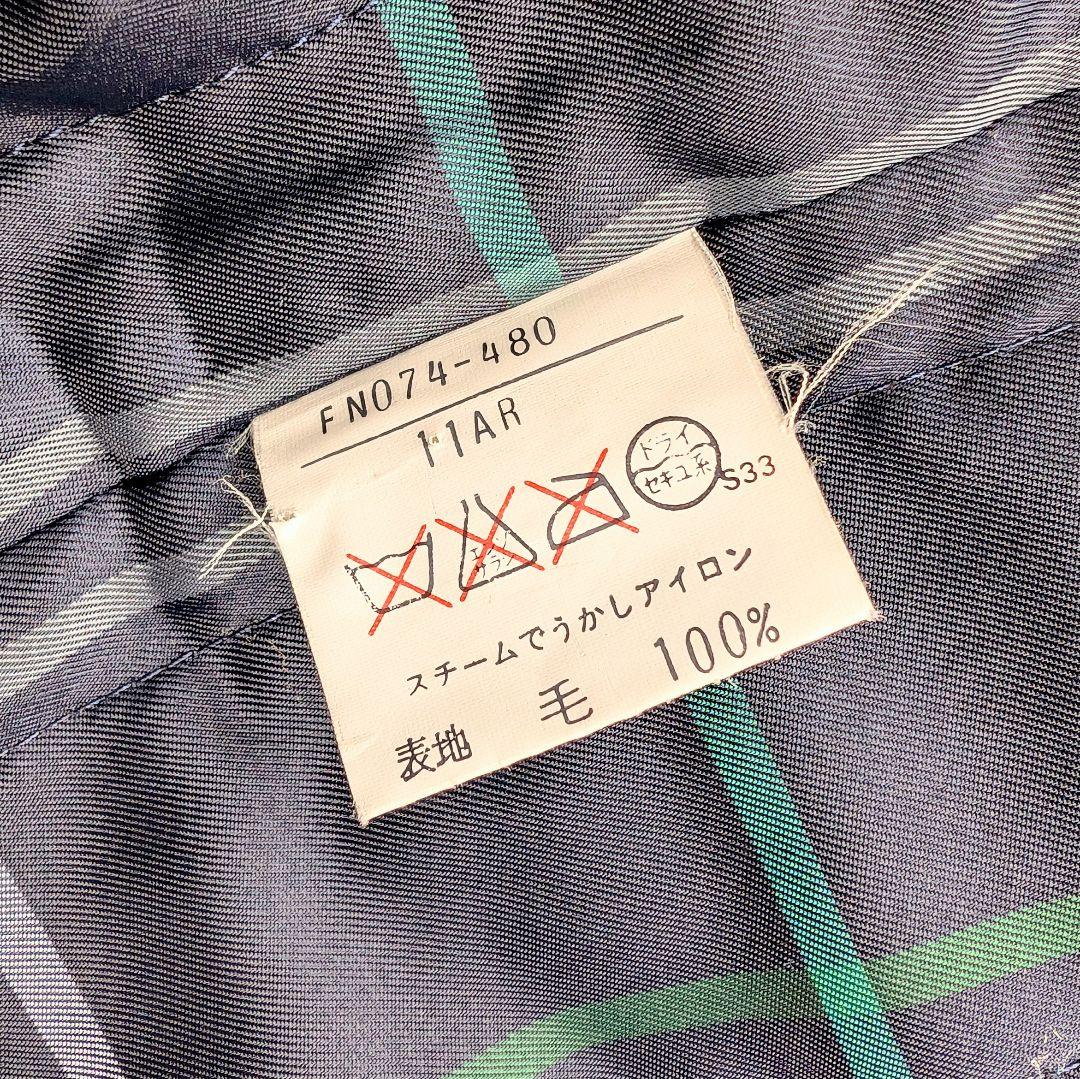 FN074-480
11AR
エンソ
サラシ
ドライ
セキユ系
S33
スチームでうかしアイロン
表地 毛 100%